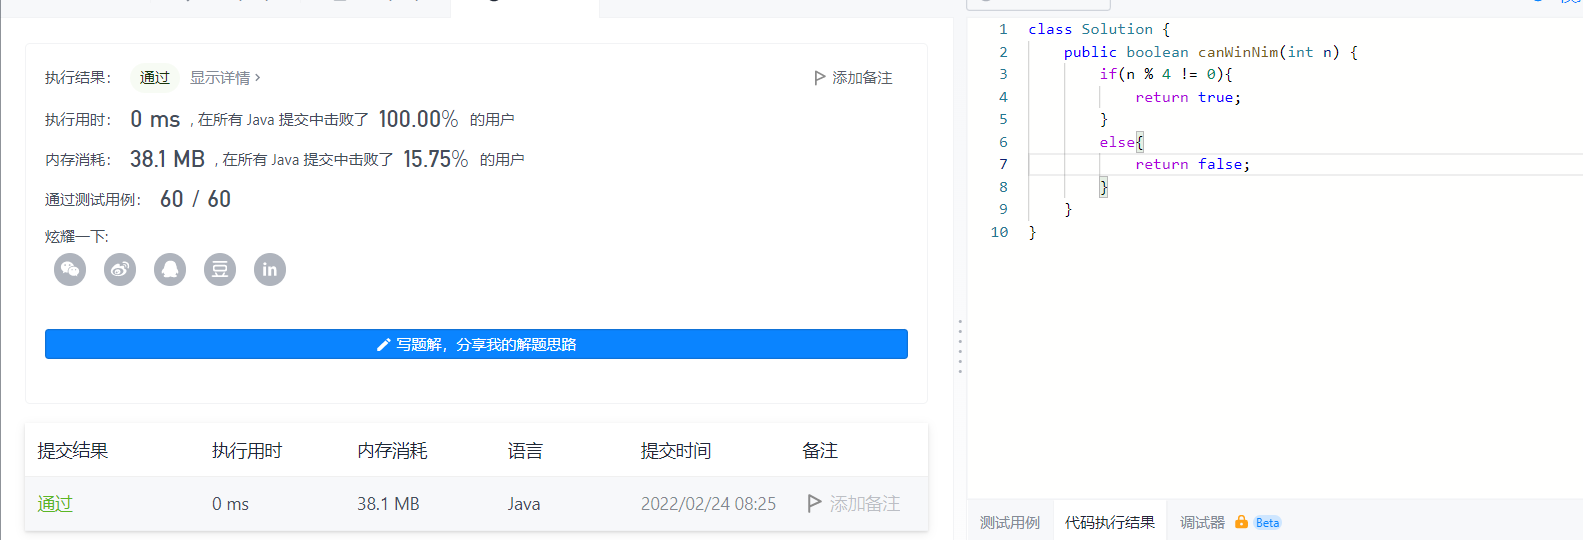 执行结果： 通过 显示详情 ›
添加备注
执行用时： 0 ms ，在所有 Java 提交中击败了 100.00% 的用户
内存消耗： 38.1 MB ，在所有 Java 提交中击败了 15.75% 的用户
通过测试用例： 60 / 60
炫耀一下:
豆
in
写题解，分享我的解题思路
提交结果 执行用时 内存消耗 语言 提交时间 备注
通过 0 ms 38.1 MB Java 2022/02/24 08:25 添加备注
1 class Solution {
2 public boolean canWinNim(int n) {
3 if(n % 4 != 0){
4 return true;
5 }
6 else{
7 return false;
8 }
9 }
10 }
测试用例 代码执行结果 调试器 Beta